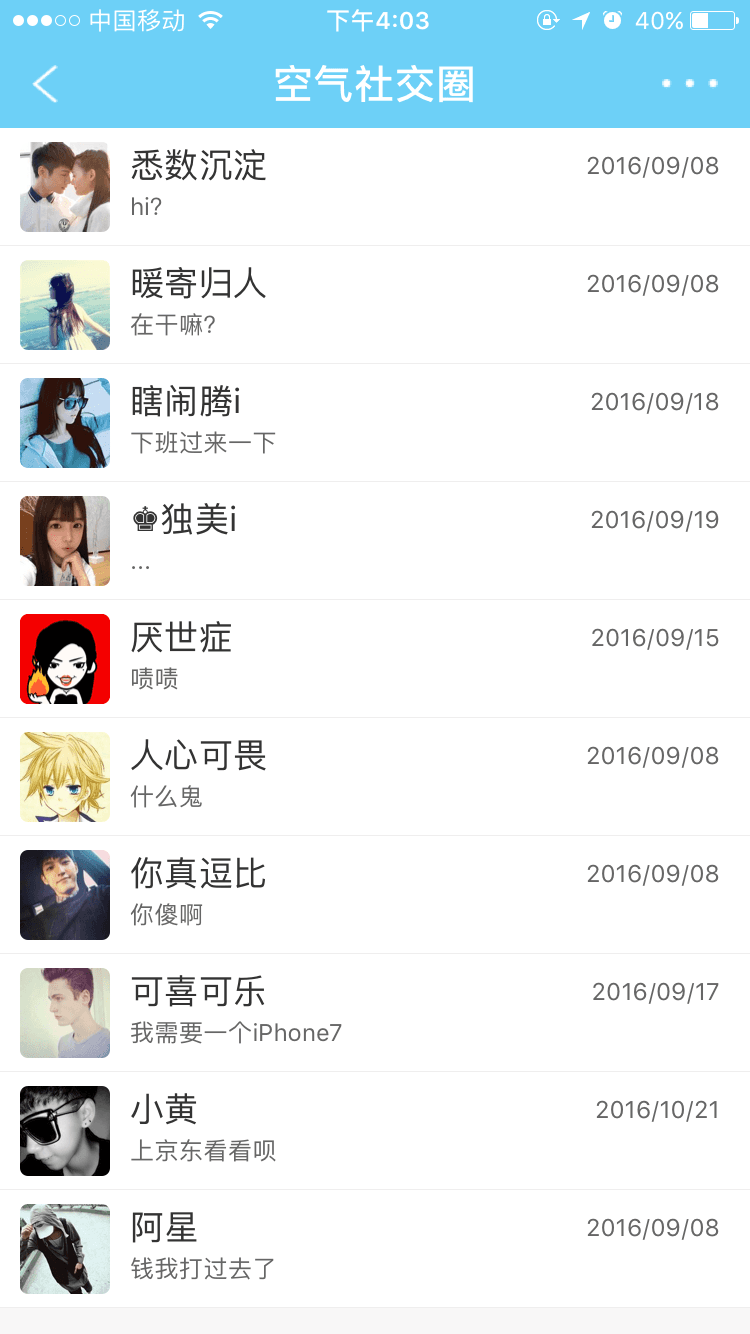 中国移动 下午4:03 40%
空气社交圈
悉数沉淀 2016/09/08
hi?
暖寄归人 2016/09/08
在干嘛?
瞎闹腾i 2016/09/18
下班过来一下
♚独美i 2016/09/19
...
厌世症 2016/09/15
啧啧
人心可畏 2016/09/08
什么鬼
你真逗比 2016/09/08
你傻啊
可喜可乐 2016/09/17
我需要一个iPhone7
小黄 2016/10/21
上京东看看呗
阿星 2016/09/08
钱我打过去了